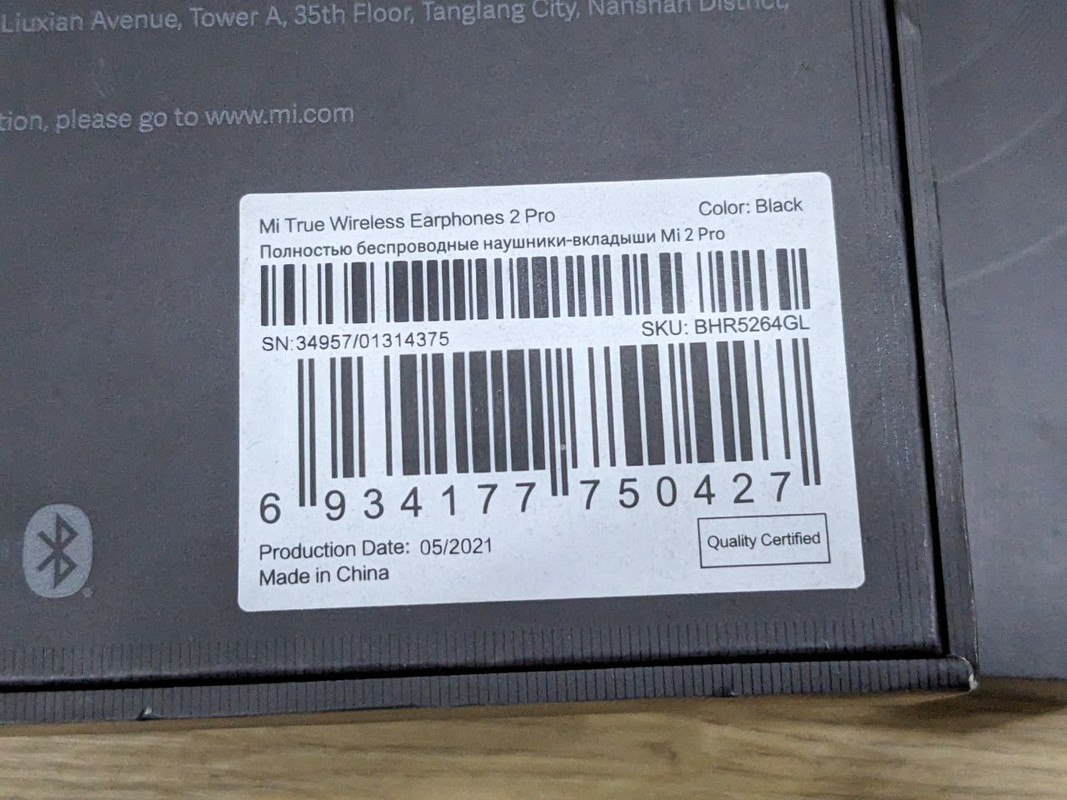 Liuxian Avenue, Tower A, 35th Floor, Tanglang City, Nanshan District,
please go to www.mi.com
Mi True Wireless Earphones 2 Pro Color: Black
Полностью беспроводные наушники-вкладыши Mi 2 Pro
SN:34957/01314375 SKU: BHR5264GL
6 934177 750427
Production Date: 05/2021 Quality Certified
Made in China